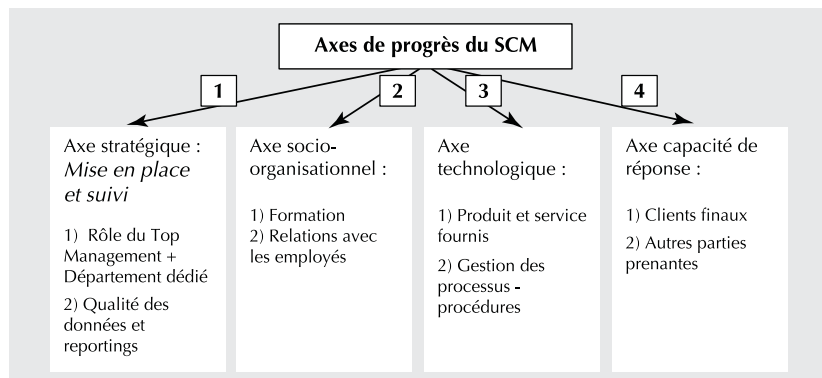 Axes de progrès du SCM
1
2
3
4
Axe stratégique :
Mise en place
et suivi
1) Rôle du Top
Management +
Département dédié
2) Qualité des
données et
reportings
Axe socio-
organisationnel :
1) Formation
2) Relations avec
les employés
Axe
technologique :
1) Produit et service
fournis
2) Gestion des
processus -
procédures
Axe capacité de
réponse :
1) Clients finaux
2) Autres parties
prenantes